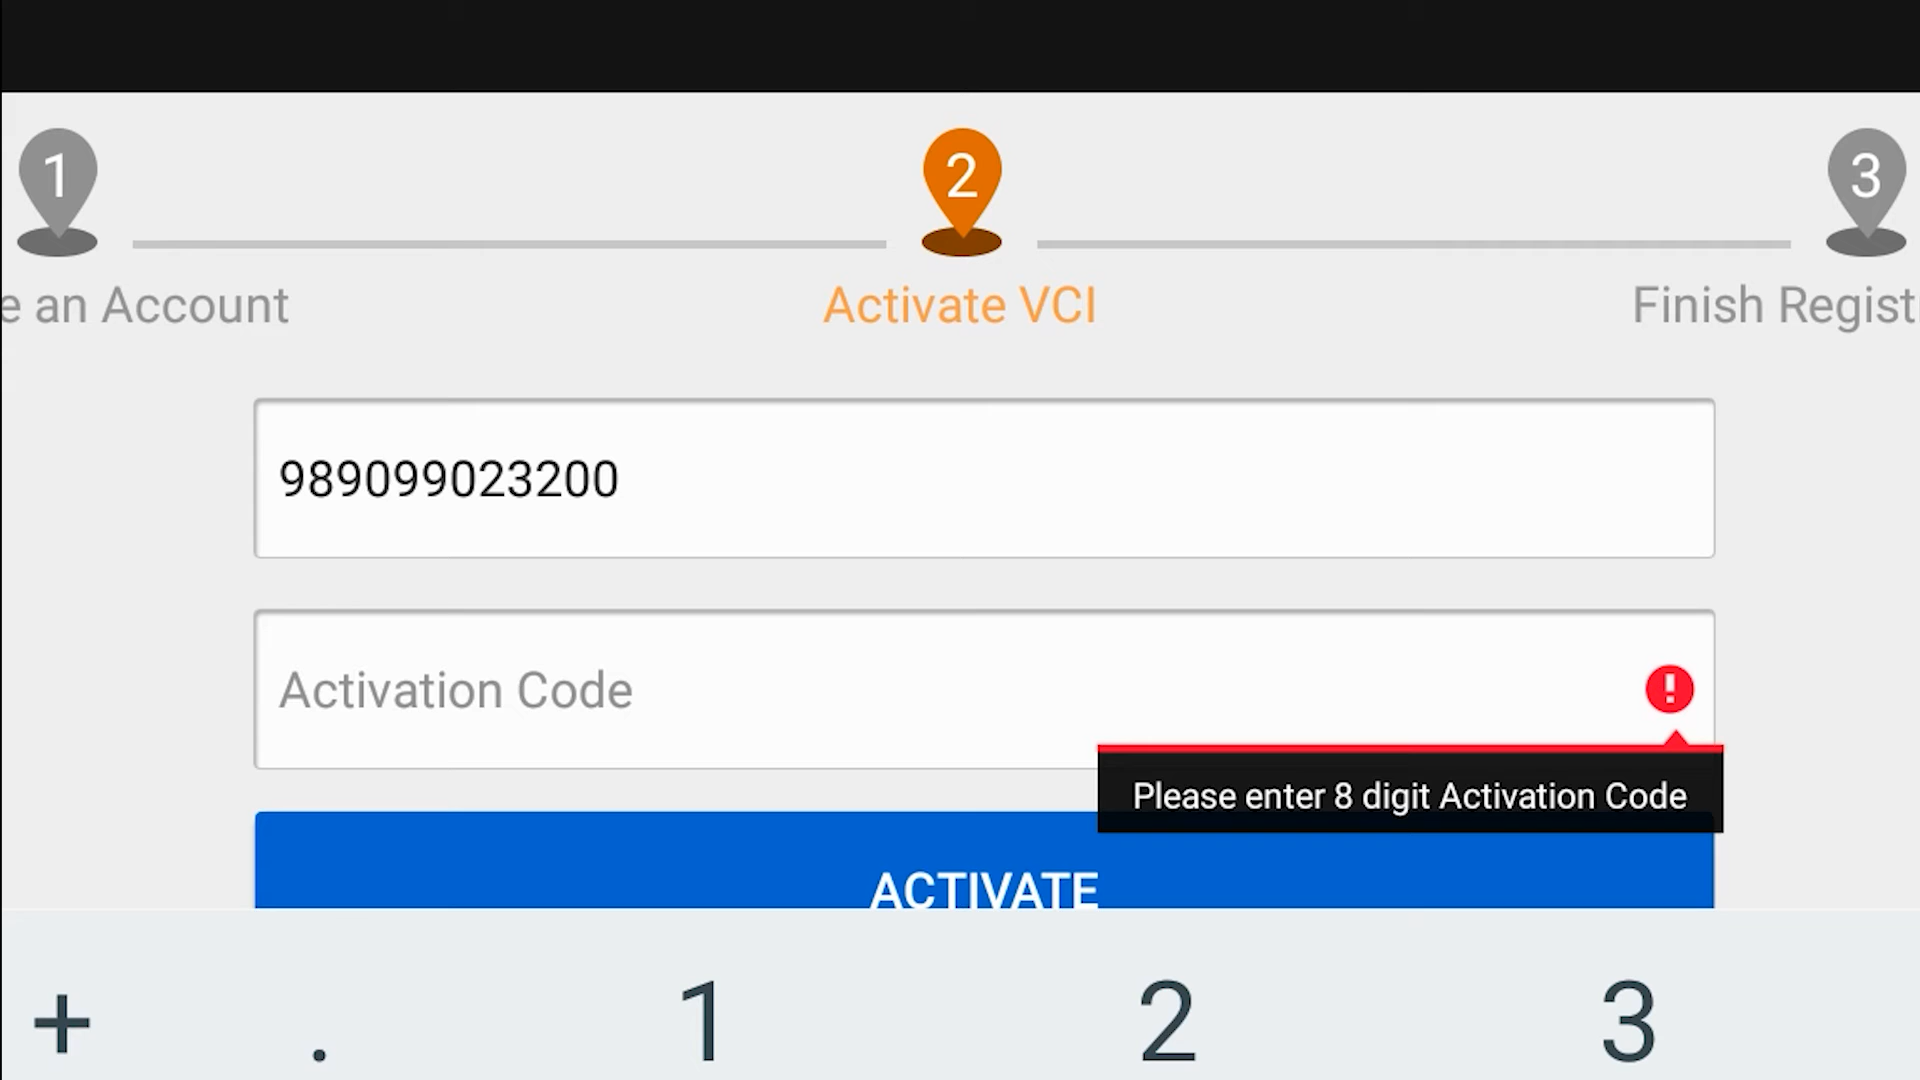 1
2
3
e an Account
Activate VCI
Finish Regist
989099023200
Activation Code
!
Please enter 8 digit Activation Code
ACTIVATE
+ . 1 2 3